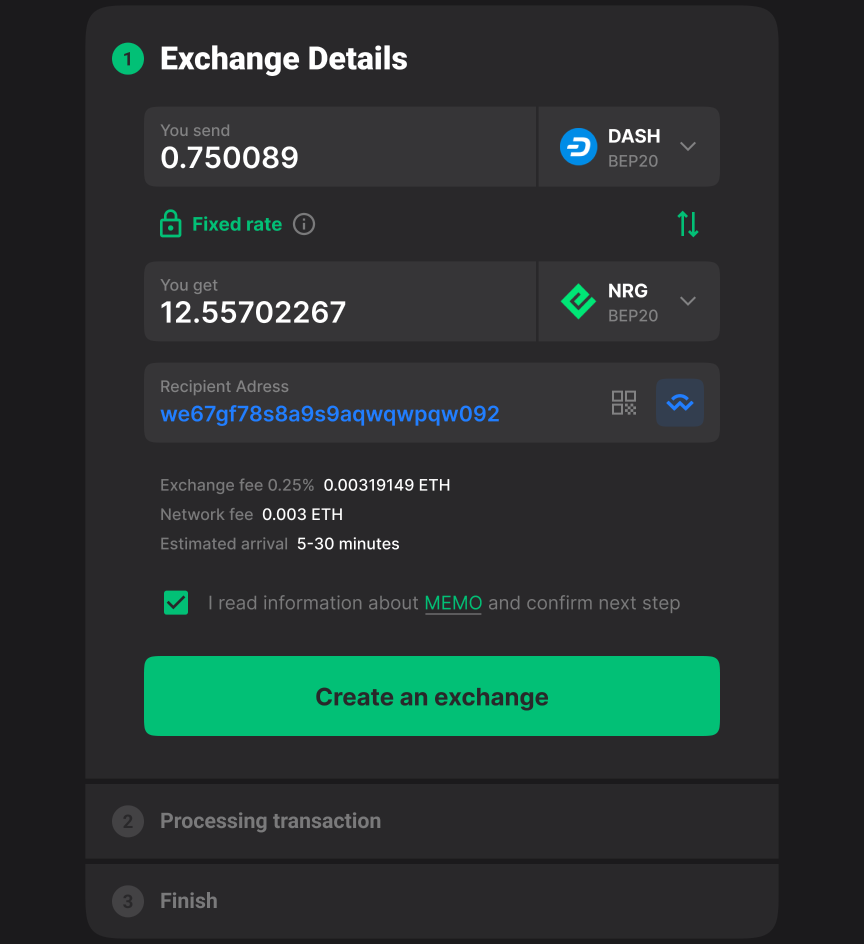 1 Exchange Details
You send
0.750089
DASH
BEP20
Fixed rate
You get
12.55702267
NRG
BEP20
Recipient Adress
we67gf78s8a9s9aqwqwpqw092
Exchange fee 0.25% 0.00319149 ETH
Network fee 0.003 ETH
Estimated arrival 5-30 minutes
I read information about MEMO and confirm next step
Create an exchange
2 Processing transaction
3 Finish